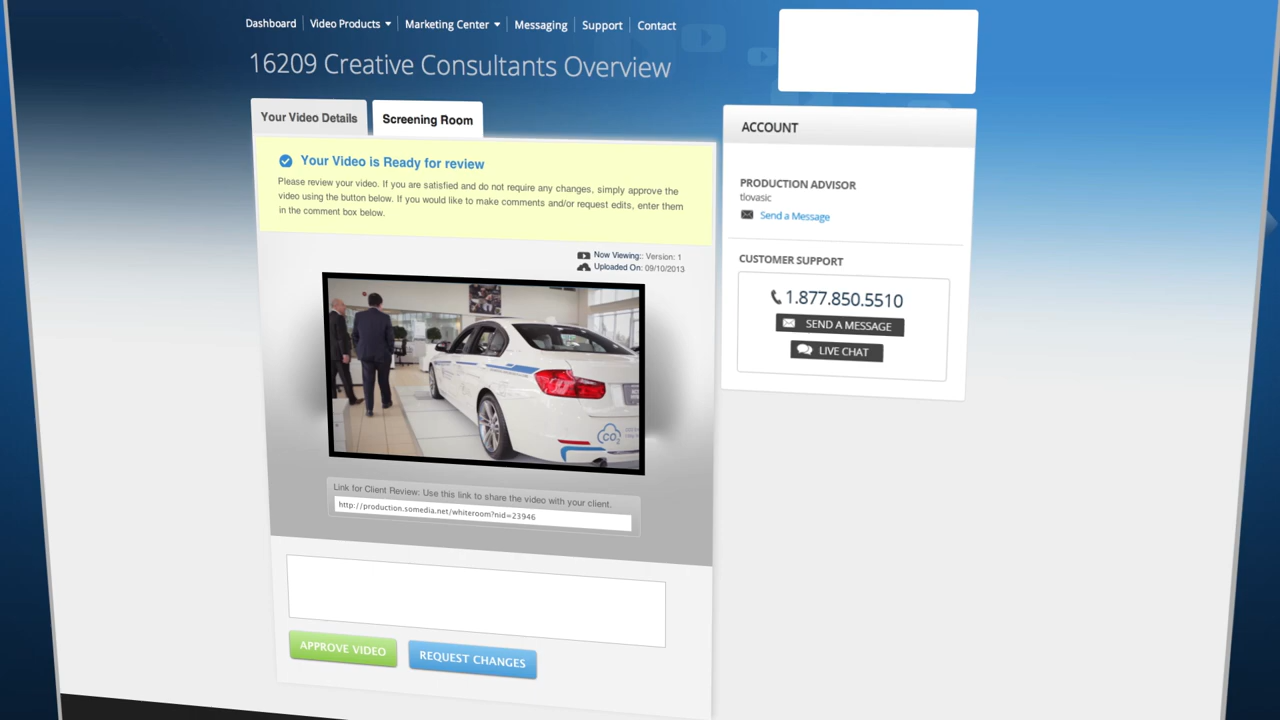 Dashboard Video Products Marketing Center Messaging Support Contact
16209 Creative Consultants Overview
Your Video Details Screening Room
Your Video is Ready for review
Please review your video. If you are satisfied and do not require any changes, simply approve the
video using the button below. If you would like to make comments and/or request edits, enter them
in the comment box below.
Now Viewing:: Version: 1
Uploaded On: 09/10/2013
CO2
Link for Client Review: Use this link to share the video with your client.
http://production.somedia.net/whiteroom?nid=23946
APPROVE VIDEO REQUEST CHANGES
ACCOUNT
PRODUCTION ADVISOR
tlovasic
Send a Message
CUSTOMER SUPPORT
1.877.850.5510
SEND A MESSAGE
LIVE CHAT